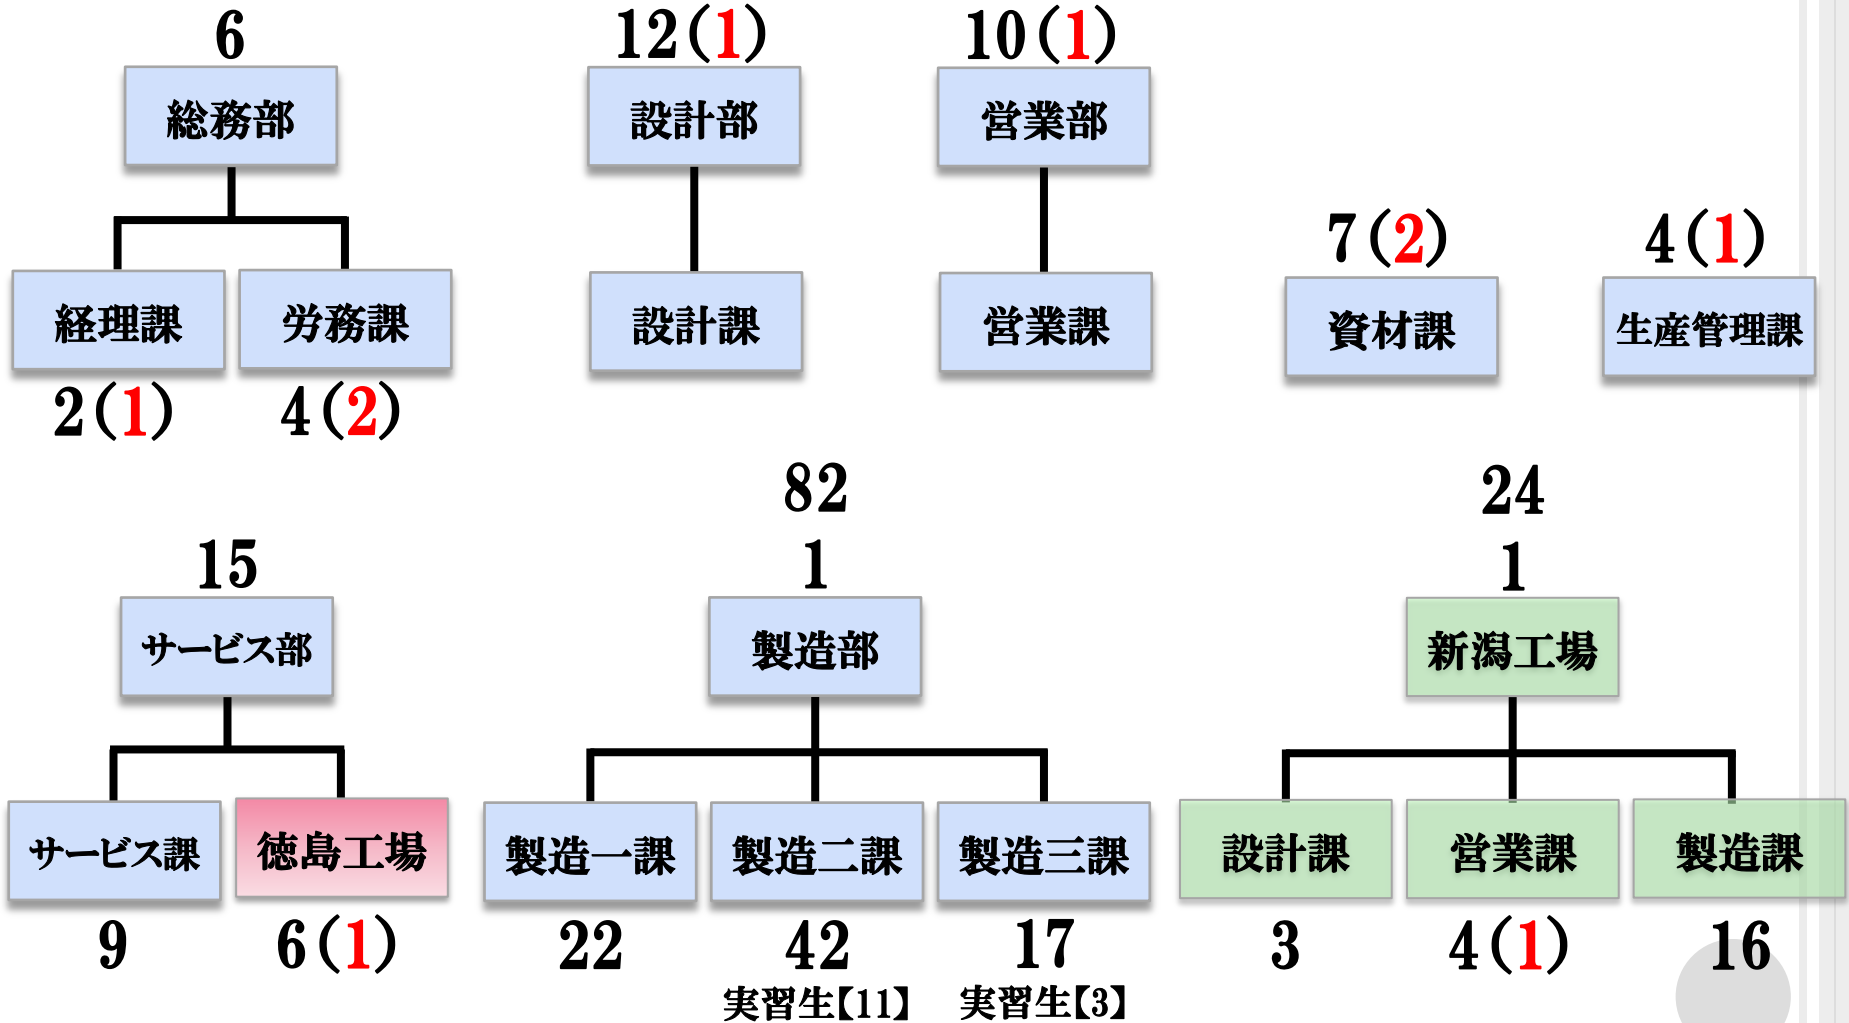 6
総務部
経理課
2(1)
労務課
4(2)
12(1)
設計部
設計課
10(1)
営業部
営業課
7(2)
資材課
4(1)
生産管理課
15
サービス部
サービス課
9
徳島工場
6(1)
82
1
製造部
製造一課
22
製造二課
42
実習生【11】
製造三課
17
実習生【3】
24
1
新潟工場
設計課
3
営業課
4(1)
製造課
16